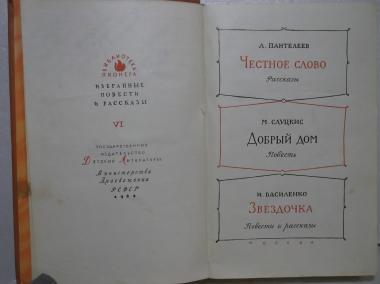 БИБЛИОТЕКА
ПИОНЕРА
ИЗБРАННЫЕ
ПОВЕСТИ
И РАССКАЗЫ
VI
ГОСУДАРСТВЕННОЕ
ИЗДАТЕЛЬСТВО
Детской Литературы
Министерства
Просвещения
РСФСР
Л. ПАНТЕЛЕЕВ
ЧЕСТНОЕ СЛОВО
Рассказы
М. СЛУЦКИС
ДОБРЫЙ ДОМ
Повесть
И. ВАСИЛЕНКО
ЗВЕЗДОЧКА
Повести и рассказы
МОСКВА